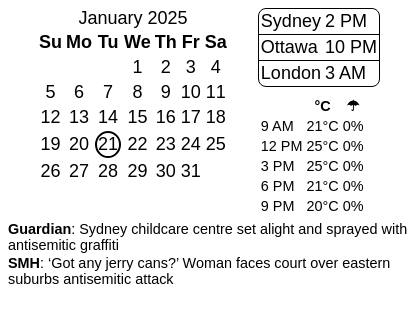 January 2025
Su Mo Tu We Th Fr Sa
1 2 3 4
5 6 7 8 9 10 11
12 13 14 15 16 17 18
19 20 21 22 23 24 25
26 27 28 29 30 31
Sydney 2 PM
Ottawa 10 PM
London 3 AM
°C ☂
9 AM 21°C 0%
12 PM 25°C 0%
3 PM 25°C 0%
6 PM 21°C 0%
9 PM 20°C 0%
Guardian: Sydney childcare centre set alight and sprayed with
antisemitic graffiti
SMH: ‘Got any jerry cans?’ Woman faces court over eastern
suburbs antisemitic attack